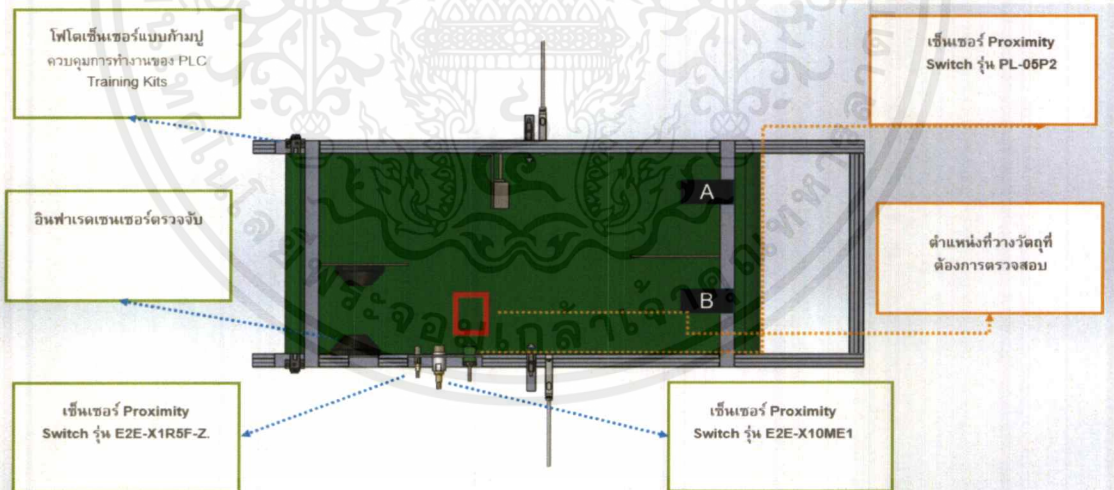 โฟโตเซ็นเซอร์แบบก้ามปู
ควบคุมการทำงานของ PLC
Training Kits
เซ็นเซอร์ Proximity
Switch รุ่น PL-05P2
A
อินฟาเรดเซนเซอร์ตรวจจับ
ตำแหน่งที่วางวัตถุที่
ต้องการตรวจสอบ
B
เซ็นเซอร์ Proximity
Switch รุ่น E2E-X1R5F-Z.
เซ็นเซอร์ Proximity
Switch รุ่น E2E-X10ME1